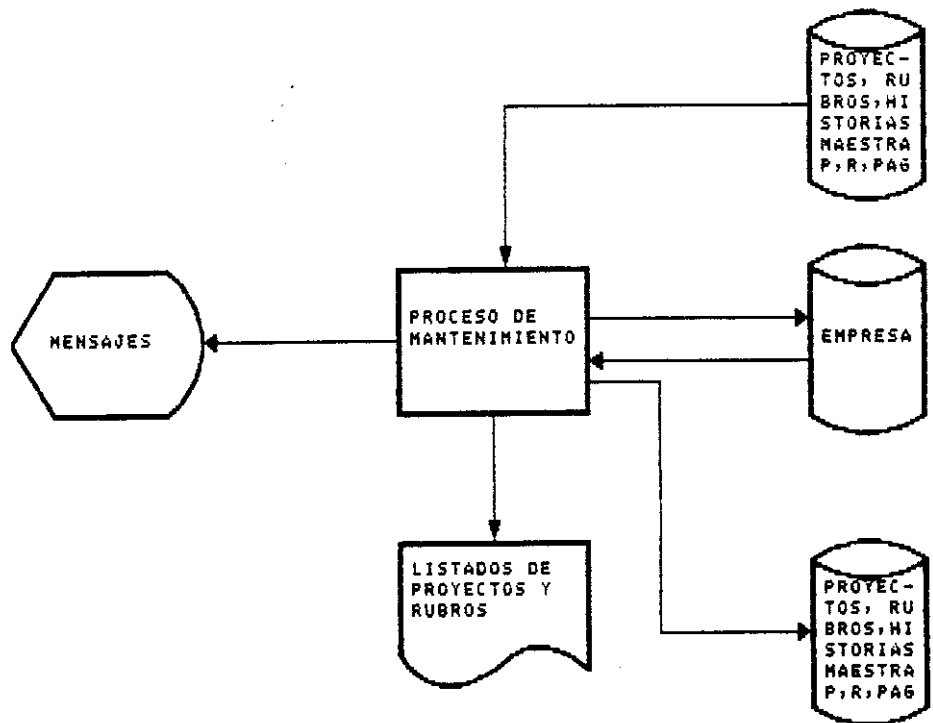 PROYEC-
TOS, RU
BROS,HI
STORIAS
MAESTRA
P,R,PAG
PROCESO DE
MANTENIMIENTO
MENSAJES
EMPRESA
LISTADOS DE
PROYECTOS Y
RUBROS
PROYEC-
TOS, RU
BROS,HI
STORIAS
MAESTRA
P,R,PAG